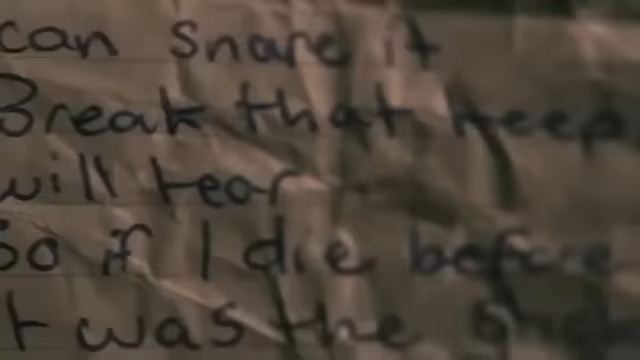 can snare it
Break that keep
will tear
So if I die before
t was the